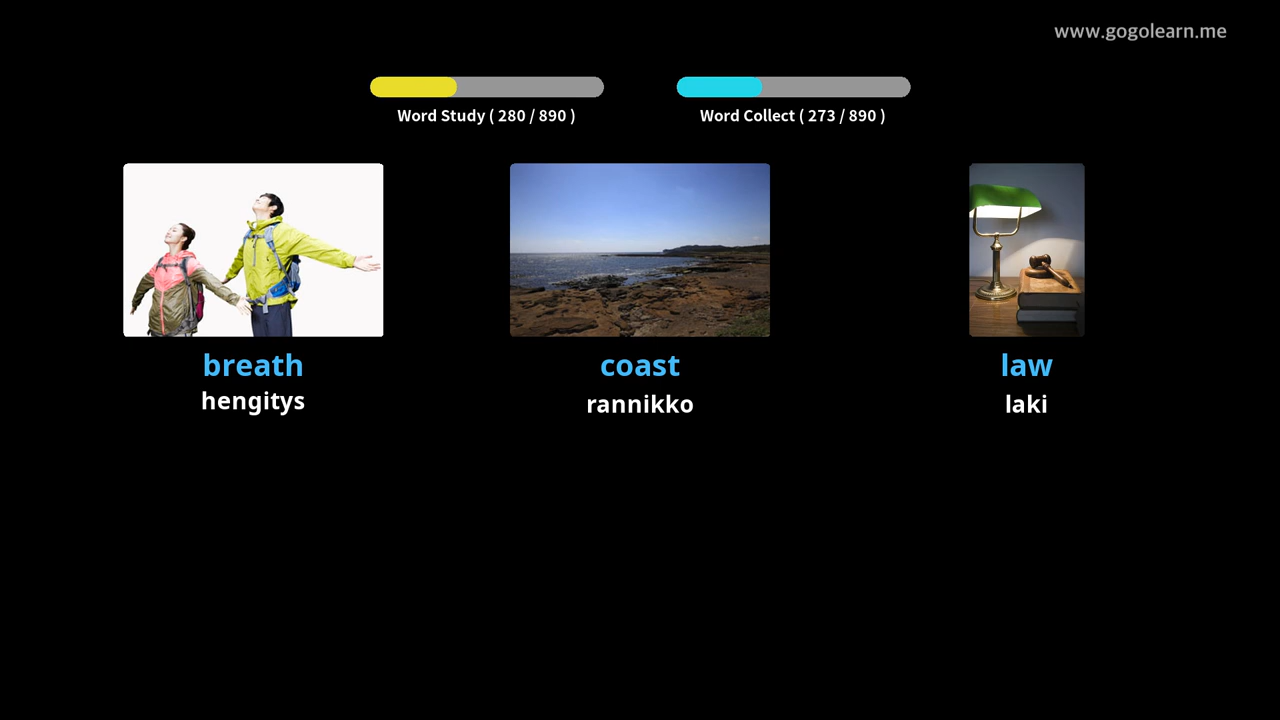 www.gogolearn.me
Word Study ( 280 / 890 )
Word Collect ( 273 / 890 )
breath
hengitys
coast
rannikko
law
laki